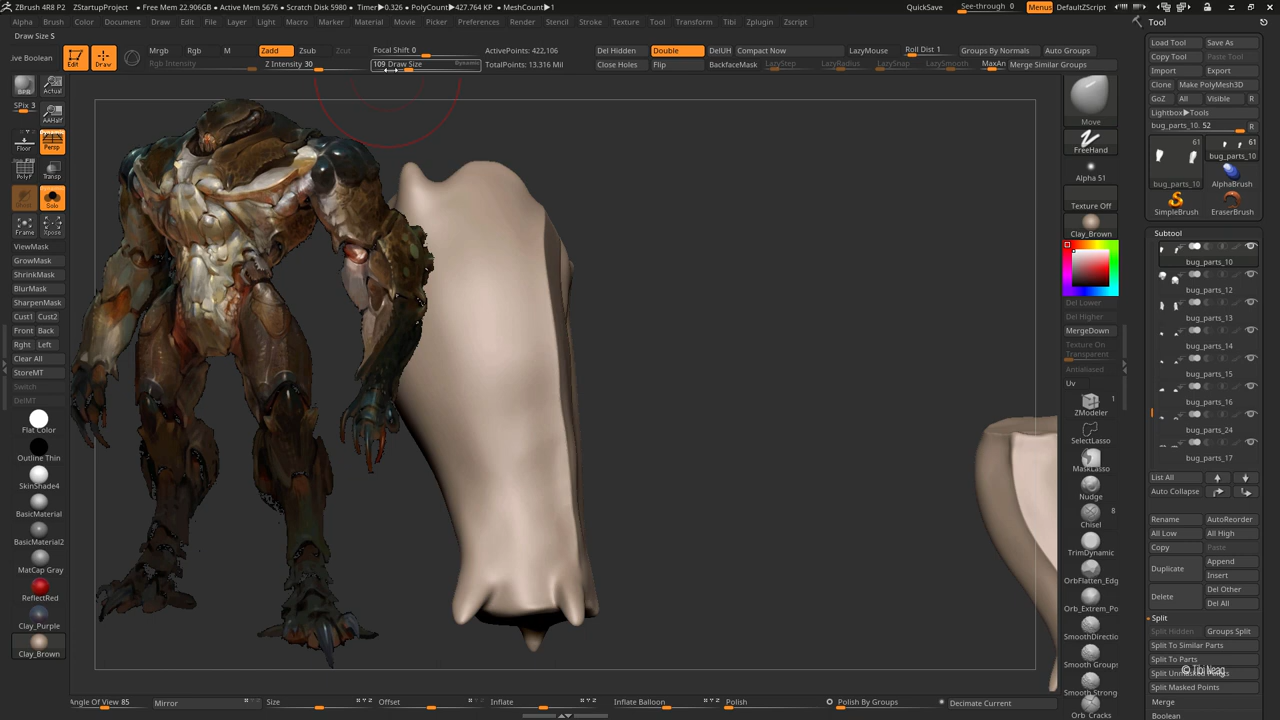 ZBrush 4R8 P2 ZStartupProject • Free Mem 22.906GB • Active Mem 5676 • Scratch Disk 5980 • Timer▶0.326 • PolyCount▶427.764 KP • MeshCount▶1 QuickSave See-through 0 Menus DefaultZScript
Alpha Brush Color Document Draw Edit File Layer Light Macro Marker Material Movie Picker Preferences Render Stencil Stroke Texture Tool Transform Tibi Zplugin Zscript
Draw Size S
ive Boolean Edit Draw
Mrgb Rgb M Zadd Zsub Zcut
Rgb Intensity Z Intensity 30
Focal Shift 0
109 Draw Size Dynamic
ActivePoints: 422,106
TotalPoints: 13.316 Mil
Del Hidden Double DelUH Compact Now LazyMouse Roll Dist 1 Groups By Normals Auto Groups
Close Holes Flip BackfaceMask LazyStep LazyRadius LazySnap LazySmooth MaxAn Merge Similar Groups
BPR Actual
SPix 3
AAHalf
Floor Persp
PolyF Transp
Solo
Frame Xpose
ViewMask
GrowMask
ShrinkMask
BlurMask
SharpenMask
Cust1 Cust2
Front Back
Rght Left
Clear All
StoreMT
Switch
DelMT
Flat Color
Outline Thin
SkinShade4
BasicMaterial
BasicMaterial2
MatCap Gray
ReflectRed
Clay_Purple
Clay_Brown
Move
FreeHand
Alpha 51
Texture Off
Clay_Brown
Del Lower
Del Higher
MergeDown
Texture On
Transparent
Antialiased
Uv
1
ZModeler
SelectLasso
MaskLasso
Nudge
8
Chisel
TrimDynamic
OrbFlatten_Edg
Orb_Extrem_Po
SmoothDirectio
Smooth Groups
Smooth_Strong
Orb_Cracks
Tool
Load Tool Save As
Copy Tool Paste Tool
Import Export
Clone Make PolyMesh3D
GoZ All Visible R
Lightbox▶Tools
bug_parts_10. 52 R
61 61
bug_parts_10
bug_parts_10 AlphaBrush
SimpleBrush EraserBrush
Subtool
bug_parts_10
bug_parts_12
bug_parts_13
bug_parts_14
bug_parts_15
bug_parts_16
bug_parts_24
bug_parts_17
List All
Auto Collapse
Rename AutoReorder
All Low All High
Copy Paste
Duplicate Append
Insert
Delete Del Other
Del All
Split
Split Hidden Groups Split
Split To Similar Parts
Split To Parts
Split Unmasked Points
© Tibi Neag
Split Masked Points
Merge
Boolean
Angle Of View 85 Mirror Size Offset Inflate Inflate Balloon Polish Polish By Groups Decimate Current